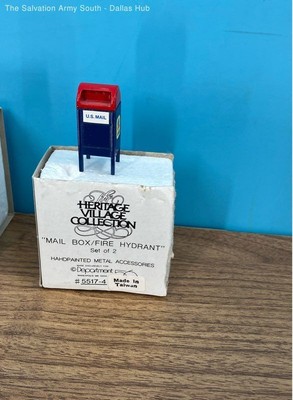 The Salvation Army South - Dallas Hub
U.S. MAIL
The
HERITAGE
VILLAGE
COLLECTION
"MAIL BOX/FIRE HYDRANT"
Set of 2
HANDPAINTED METAL ACCESSORIES
© Department
# 5517-4
Made In
Taiwan